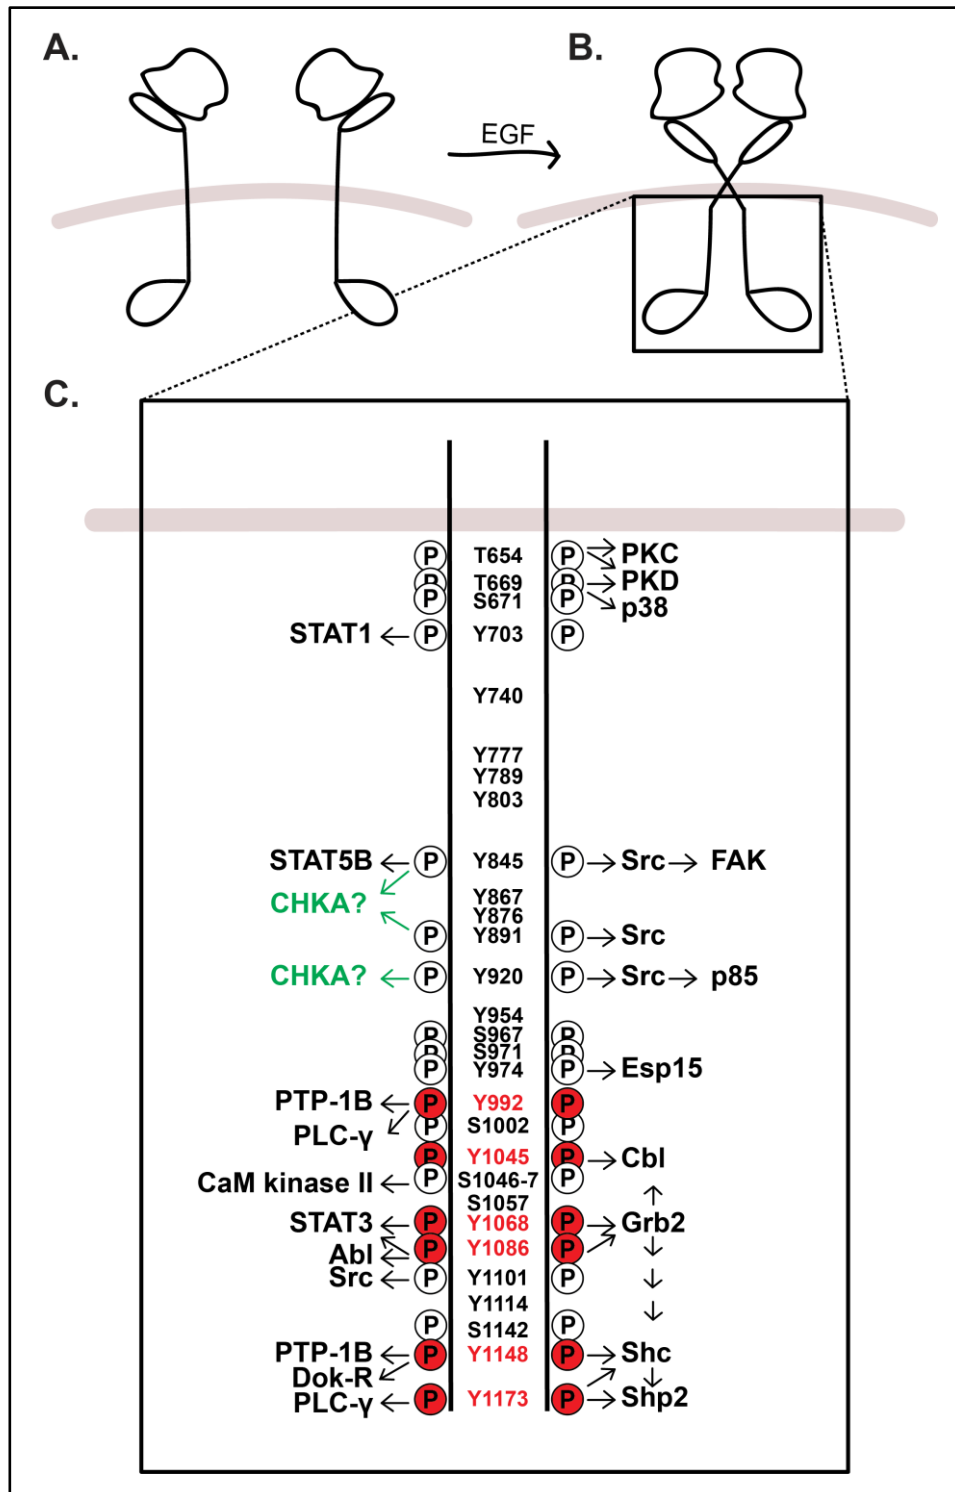 A.
B.
EGF
C.
P T654 P PKC
P T669 P PKD
P S671 P p38
STAT1 P Y703 P
Y740
Y777
Y789
Y803
STAT5B P Y845 P Src FAK
CHKA?
Y867
Y876
P Y891 P Src
CHKA? P Y920 P Src p85
Y954
P S967 P
P S971 P
P Y974 P Esp15
PTP-1B P Y992 P
PLC-γ P S1002 P
P Y1045 P Cbl
CaM kinase II P S1046-7 P
S1057
STAT3 P Y1068 P Grb2
Abl P Y1086 P
Src P Y1101 P
Y1114
P S1142 P
PTP-1B P Y1148 P Shc
Dok-R
PLC-γ P Y1173 P Shp2